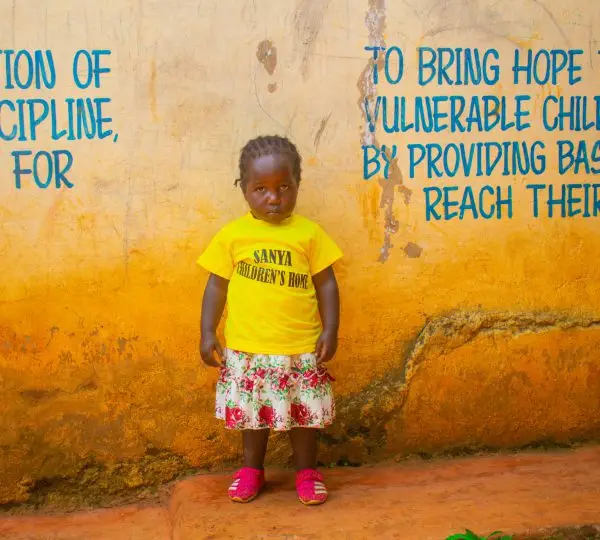 TION OF
CIPLINE,
FOR
TO BRING HOPE T
VULNERABLE CHIL
BY PROVIDING BAS
REACH THEIR
SANYA
CHILDREN'S HOME